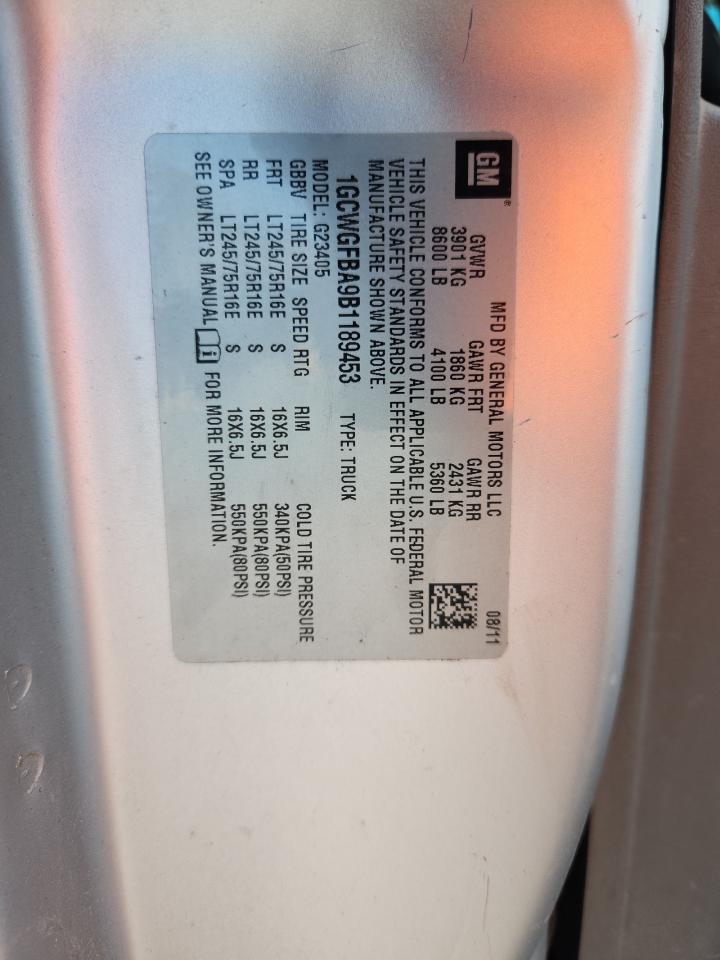 GM®
MFD BY GENERAL MOTORS LLC 08/11
GVWR GAWR FRT GAWR RR
3901 KG 1860 KG 2431 KG
8600 LB 4100 LB 5360 LB
THIS VEHICLE CONFORMS TO ALL APPLICABLE U.S. FEDERAL MOTOR
VEHICLE SAFETY STANDARDS IN EFFECT ON THE DATE OF
MANUFACTURE SHOWN ABOVE.
1GCWGFBA9B1189453 TYPE: TRUCK
MODEL: G23405
GBBV TIRE SIZE SPEED RTG RIM COLD TIRE PRESSURE
FRT LT245/75R16E S 16X6.5J 340KPA(50PSI)
RR LT245/75R16E S 16X6.5J 550KPA(80PSI)
SPA LT245/75R16E S 16X6.5J 550KPA(80PSI)
SEE OWNER'S MANUAL i FOR MORE INFORMATION.